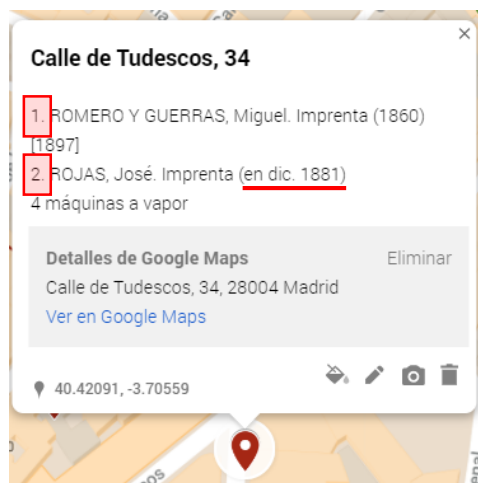 Calle de Tudescos, 34
1. ROMERO Y GUERRAS, Miguel. Imprenta (1860)
[1897]
2. ROJAS, José. Imprenta (en dic. 1881)
4 máquinas a vapor
Detalles de Google Maps Eliminar
Calle de Tudescos, 34, 28004 Madrid
Ver en Google Maps
40.42091, -3.70559